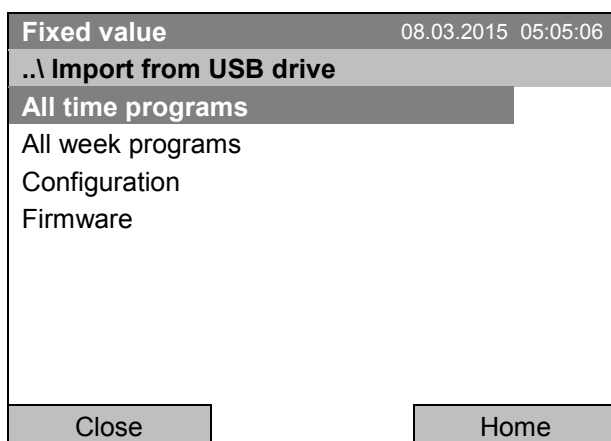 Fixed value 08.03.2015 05:05:06
..\ Import from USB drive
All time programs
All week programs
Configuration
Firmware
Close Home